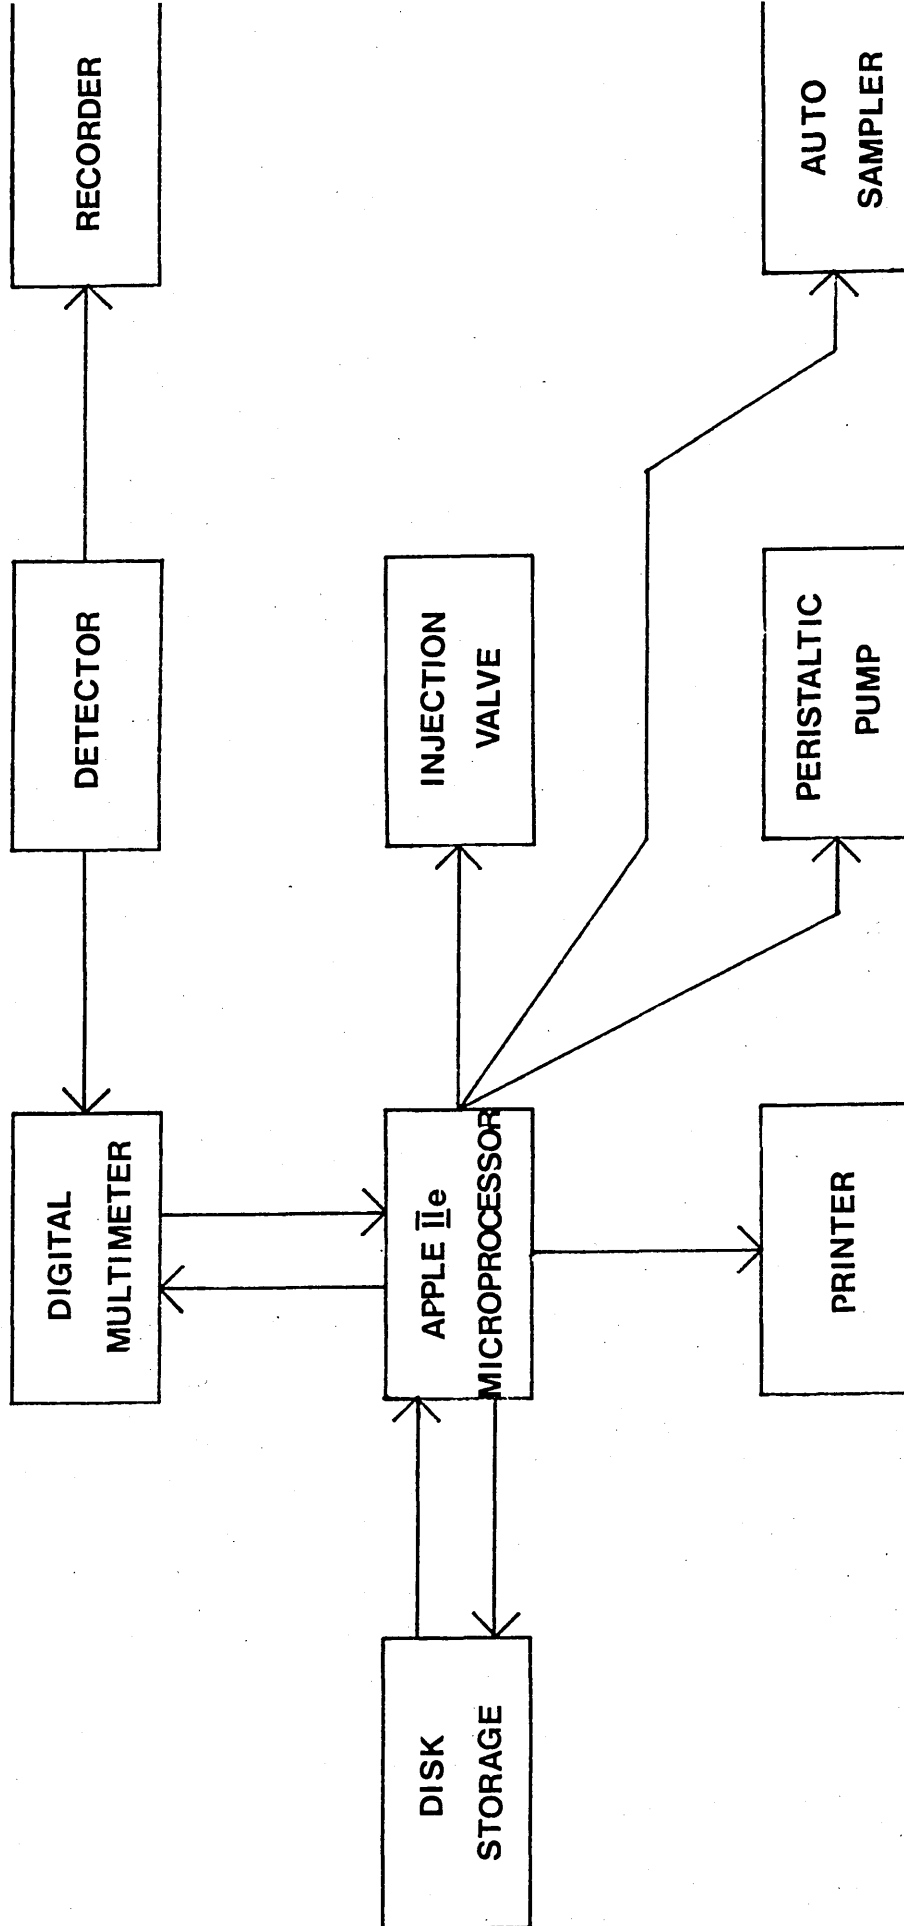 DIGITAL
MULTIMETER
DETECTOR
RECORDER
DISK
STORAGE
APPLE IIe
MICROPROCESSOR
INJECTION
VALVE
PRINTER
PERISTALTIC
PUMP
AUTO
SAMPLER